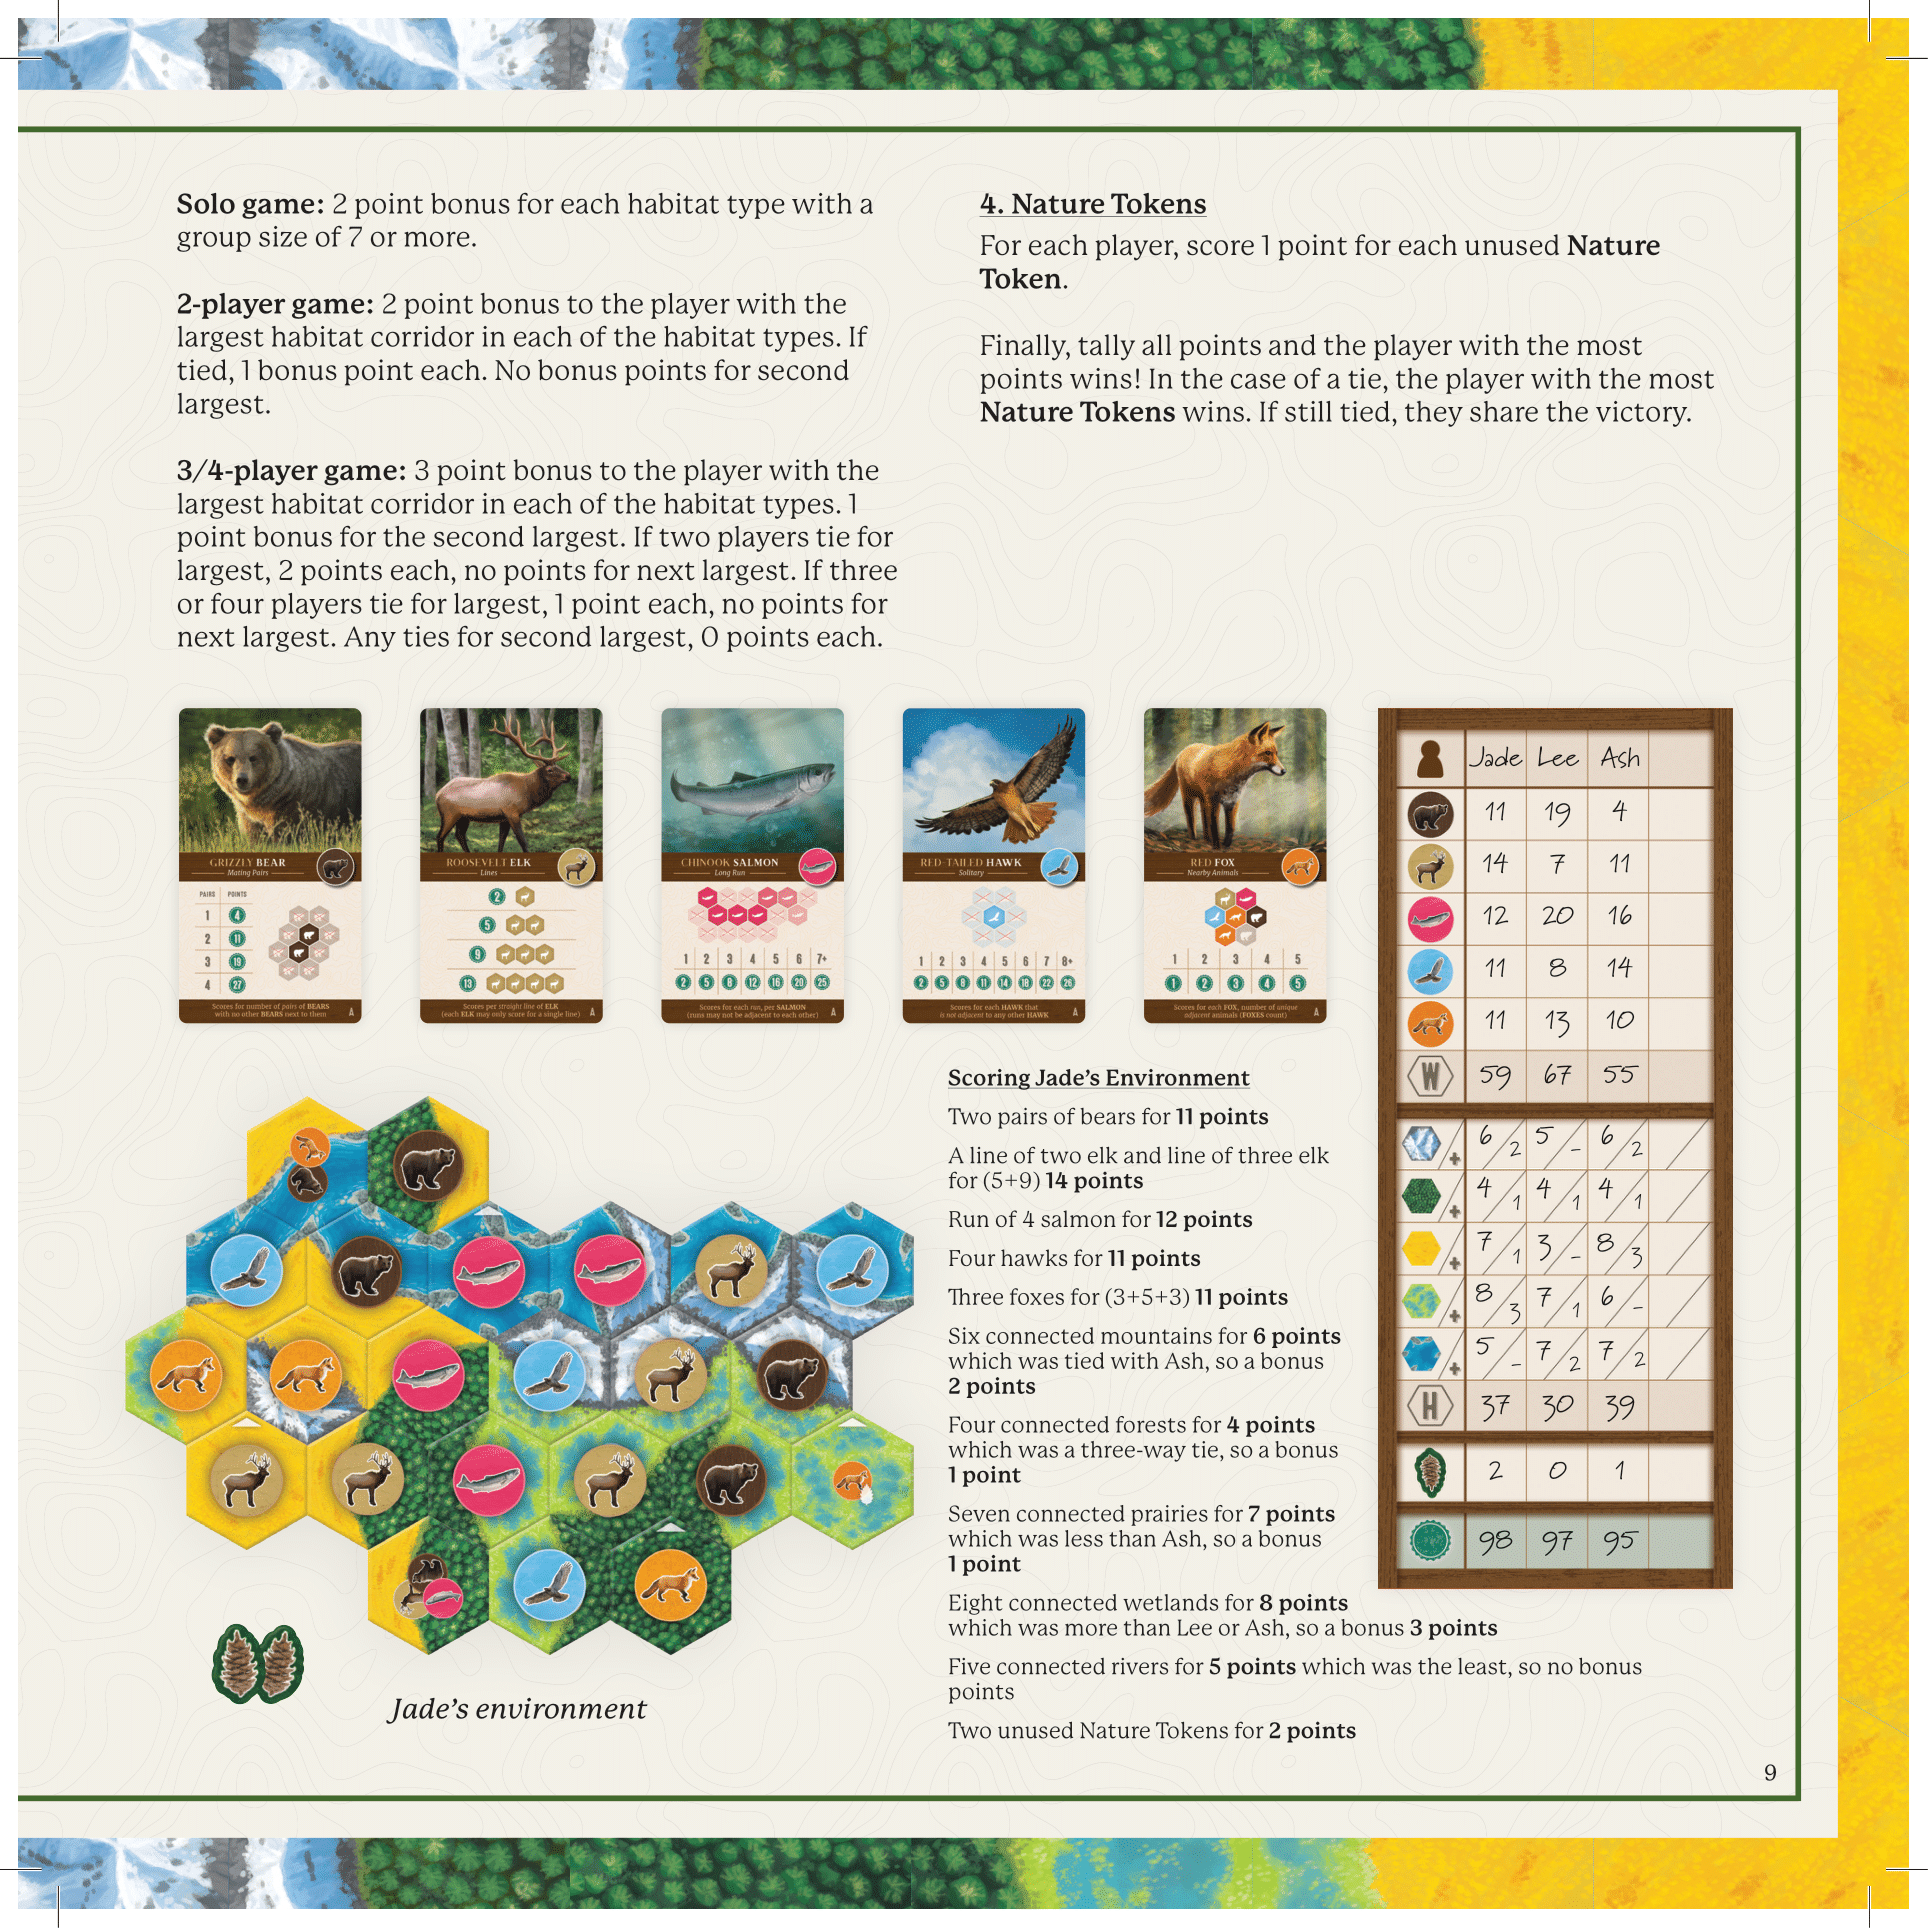 Solo game: 2 point bonus for each habitat type with a
group size of 7 or more.
2-player game: 2 point bonus to the player with the
largest habitat corridor in each of the habitat types. If
tied, 1 bonus point each. No bonus points for second
largest.
3/4-player game: 3 point bonus to the player with the
largest habitat corridor in each of the habitat types. 1
point bonus for the second largest. If two players tie for
largest, 2 points each, no points for next largest. If three
or four players tie for largest, 1 point each, no points for
next largest. Any ties for second largest, 0 points each.
4. Nature Tokens
For each player, score 1 point for each unused Nature
Token.
Finally, tally all points and the player with the most
points wins! In the case of a tie, the player with the most
Nature Tokens wins. If still tied, they share the victory.
GRIZZLY BEAR
Mating Pairs
PAIRS POINTS
1 4
2 11
3 19
4 27
Scores for number of pairs of BEARS
with no other BEARS next to them
A
ROOSEVELT ELK
Lines
2
5
9
13
Scores per straight line of ELK
(each ELK may only score for a single line)
A
CHINOOK SALMON
Long Run
1 2 3 4 5 6 7+
2 5 8 12 16 20 25
Scores for each run, per SALMON
(runs may not be adjacent to each other)
A
RED-TAILED HAWK
Solitary
1 2 3 4 5 6 7 8+
2 5 8 11 14 18 22 26
Scores for each HAWK that
is not adjacent to any other HAWK
A
RED FOX
Nearby Animals
1 2 3 4 5
1 2 3 4 5
Scores for each FOX, number of unique
adjacent animals (FOXES count)
A
Jade Lee Ash
11 19 4
14 7 11
12 20 16
11 8 14
11 13 10
W 59 67 55
+ 6/2 5/- 6/2
+ 4/1 4/1 4/1
+ 7/1 3/- 8/3
+ 8/3 7/1 6/-
+ 5/- 7/2 7/2
H 37 30 39
2 0 1
98 97 95
Scoring Jade's Environment
Two pairs of bears for 11 points
A line of two elk and line of three elk
for (5+9) 14 points
Run of 4 salmon for 12 points
Four hawks for 11 points
Three foxes for (3+5+3) 11 points
Six connected mountains for 6 points
which was tied with Ash, so a bonus
2 points
Four connected forests for 4 points
which was a three-way tie, so a bonus
1 point
Seven connected prairies for 7 points
which was less than Ash, so a bonus
1 point
Eight connected wetlands for 8 points
which was more than Lee or Ash, so a bonus 3 points
Five connected rivers for 5 points which was the least, so no bonus
points
Two unused Nature Tokens for 2 points
Jade's environment
9